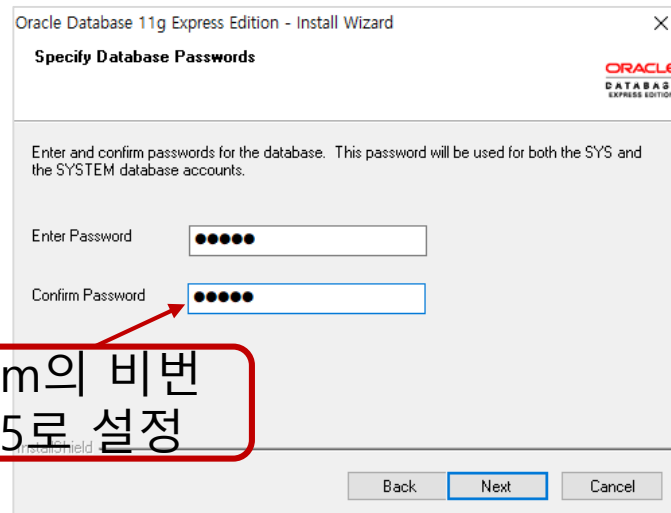 Oracle Database 11g Express Edition - Install Wizard
Specify Database Passwords
ORACLE
DATABAS
EXPRESS EDITION
Enter and confirm passwords for the database. This password will be used for both the SYS and
the SYSTEM database accounts.
Enter Password
Confirm Password
m의 비번
5로 설정
InstallShield
Back Next Cancel